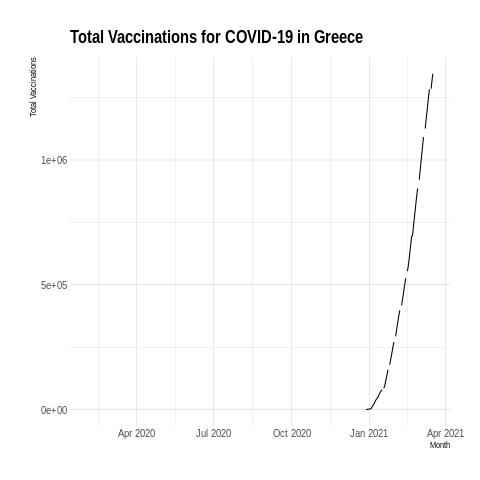 Total Vaccinations for COVID-19 in Greece
Total Vaccinations
1e+06
5e+05
0e+00
Apr 2020 Jul 2020 Oct 2020 Jan 2021 Apr 2021
Month